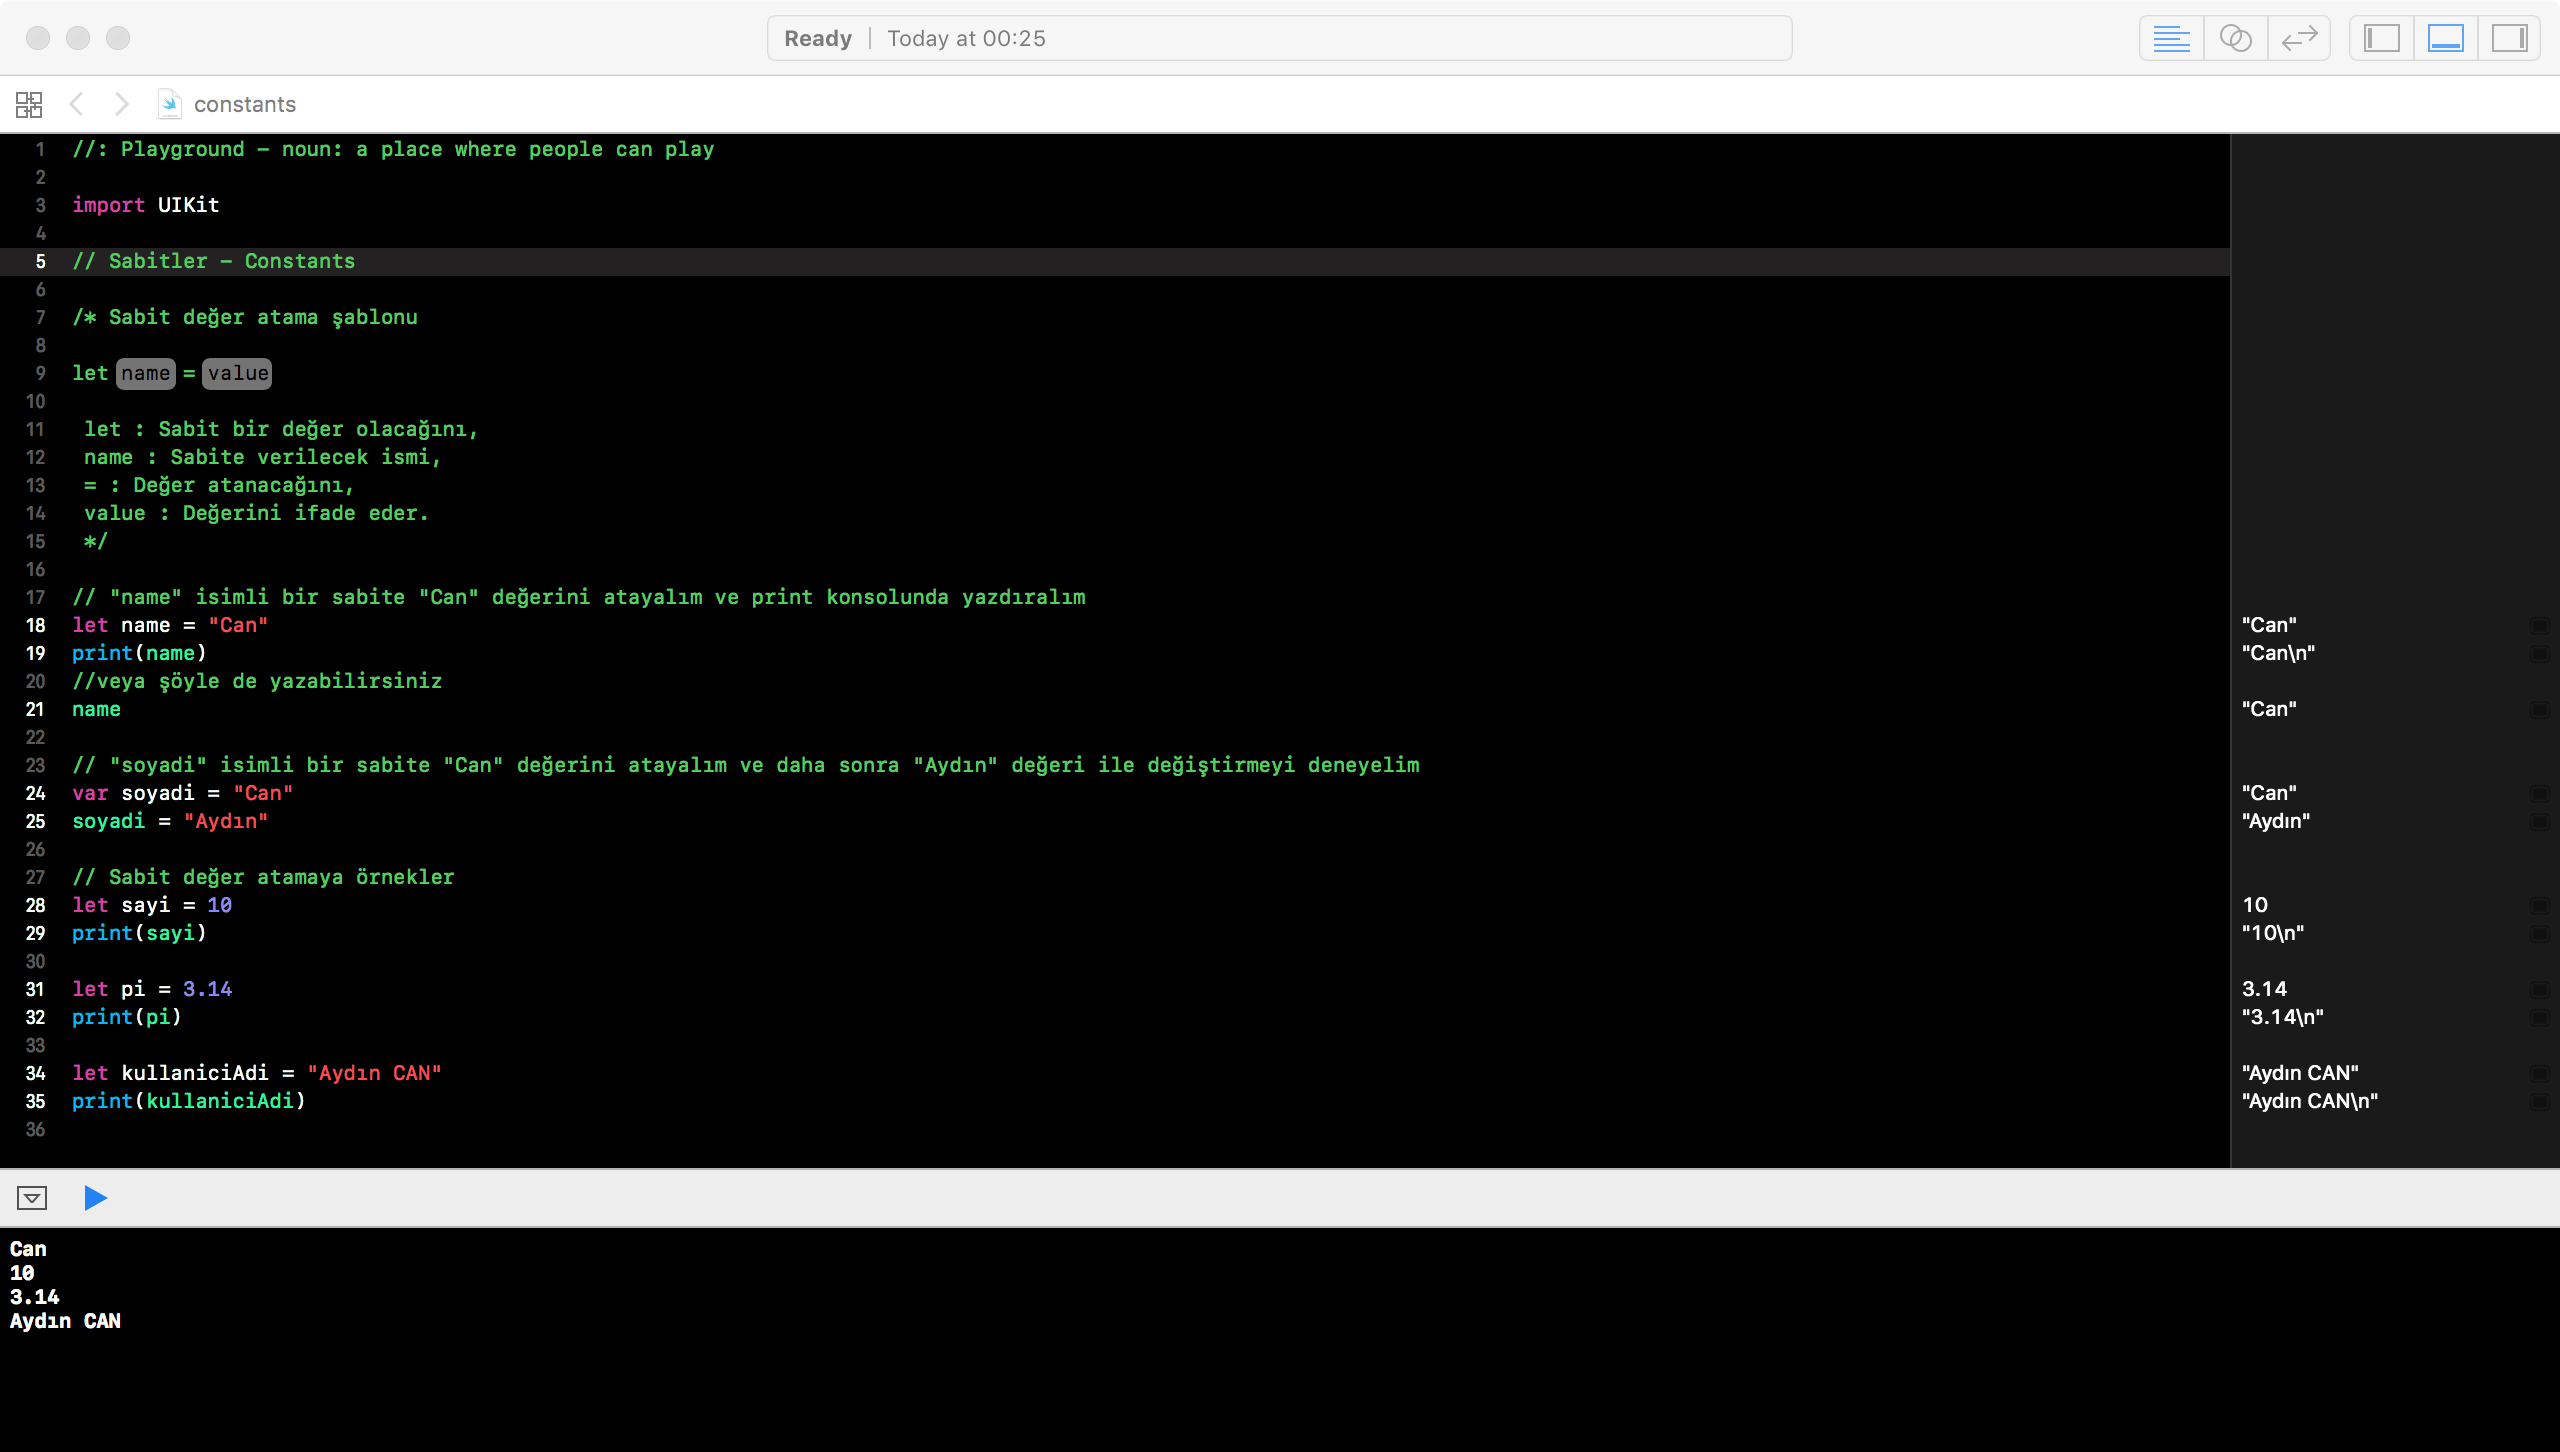 Ready | Today at 00:25
constants
1 //: Playground - noun: a place where people can play
2
3 import UIKit
4
5 // Sabitler - Constants
6
7 /* Sabit değer atama şablonu
8
9 let name = value
10
11 let : Sabit bir değer olacağını,
12 name : Sabite verilecek ismi,
13 = : Değer atanacağını,
14 value : Değerini ifade eder.
15 */
16
17 // "name" isimli bir sabite "Can" değerini atayalım ve print konsolunda yazdıralım
18 let name = "Can" "Can"
19 print(name) "Can\n"
20 //veya şöyle de yazabilirsiniz
21 name "Can"
22
23 // "soyadi" isimli bir sabite "Can" değerini atayalım ve daha sonra "Aydın" değeri ile değiştirmeyi deneyelim
24 var soyadi = "Can" "Can"
25 soyadi = "Aydın" "Aydın"
26
27 // Sabit değer atamaya örnekler
28 let sayi = 10 10
29 print(sayi) "10\n"
30
31 let pi = 3.14 3.14
32 print(pi) "3.14\n"
33
34 let kullaniciAdi = "Aydın CAN" "Aydın CAN"
35 print(kullaniciAdi) "Aydın CAN\n"
36
Can
10
3.14
Aydın CAN